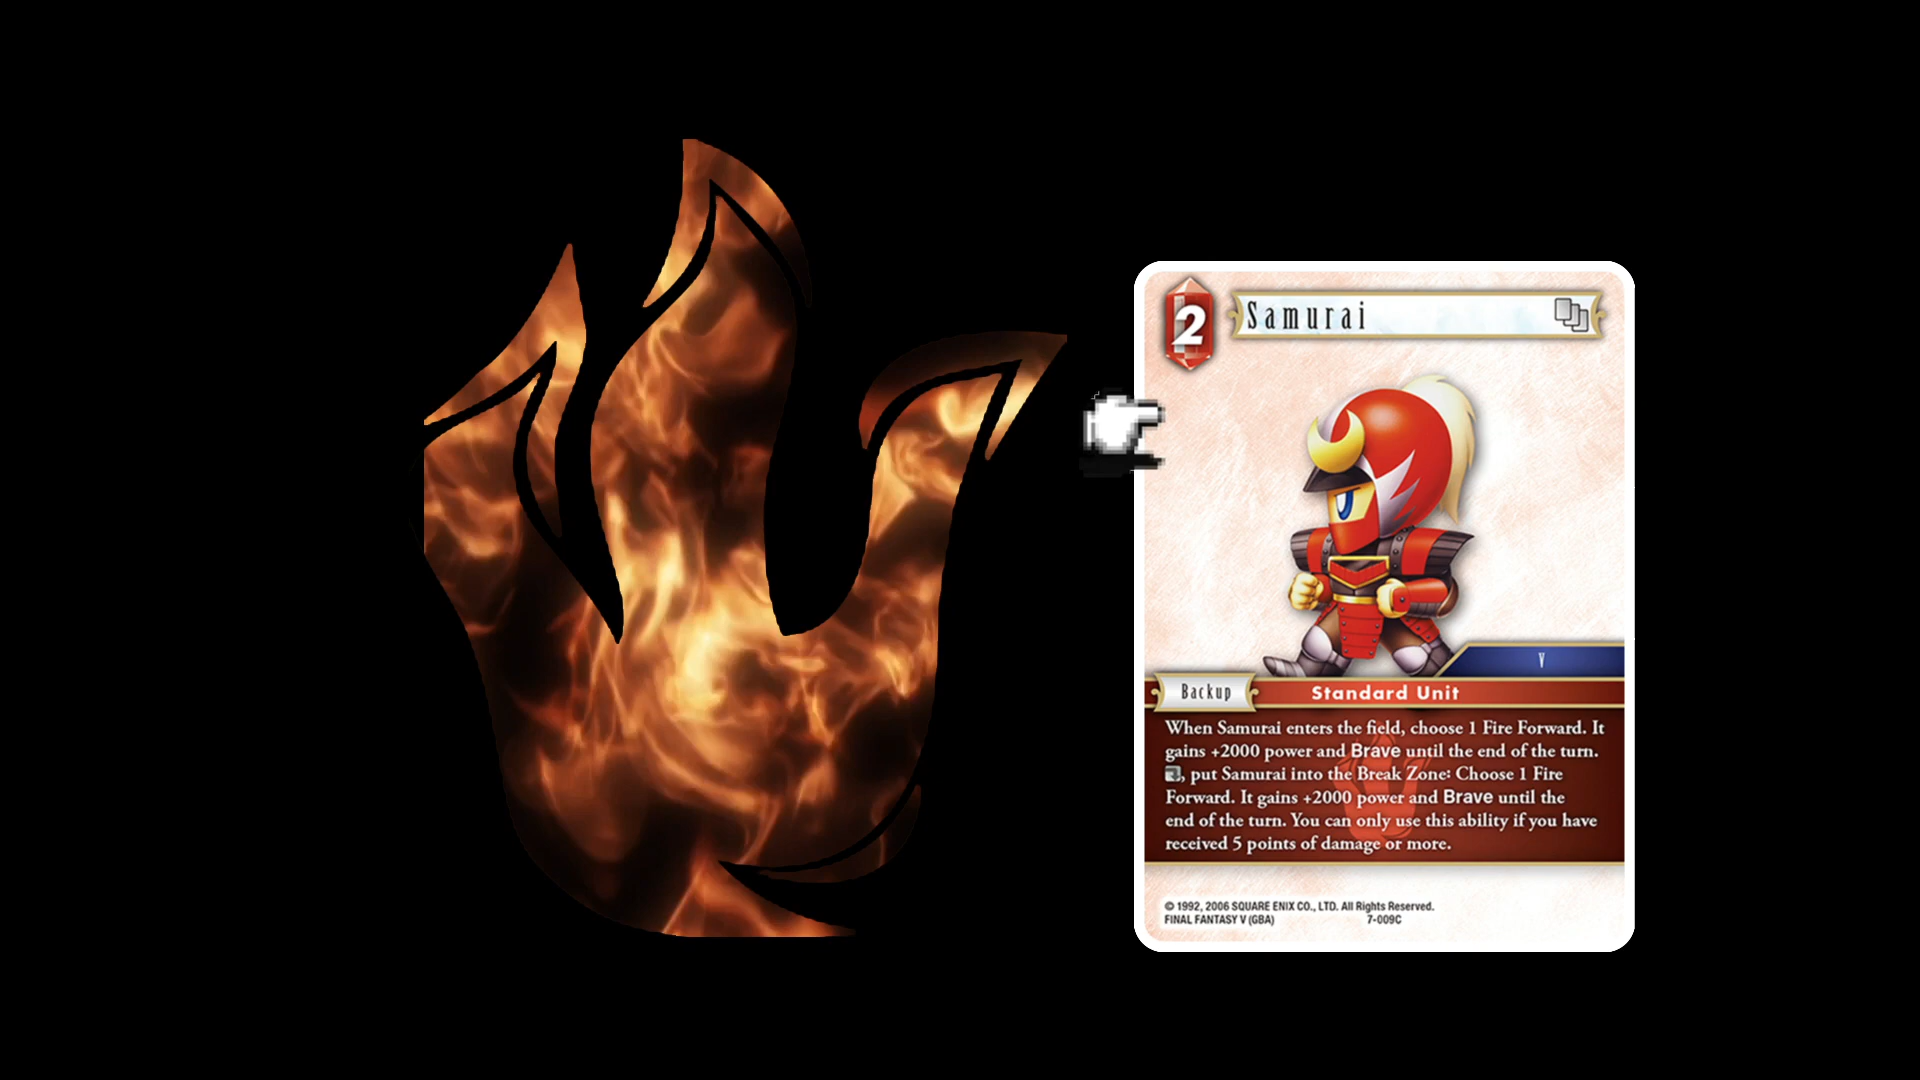 2
Samurai
V
Backup
Standard Unit
When Samurai enters the field, choose 1 Fire Forward. It
gains +2000 power and Brave until the end of the turn.
, put Samurai into the Break Zone: Choose 1 Fire
Forward. It gains +2000 power and Brave until the
end of the turn. You can only use this ability if you have
received 5 points of damage or more.
© 1992, 2006 SQUARE ENIX CO., LTD. All Rights Reserved.
FINAL FANTASY V (GBA) 7-009C